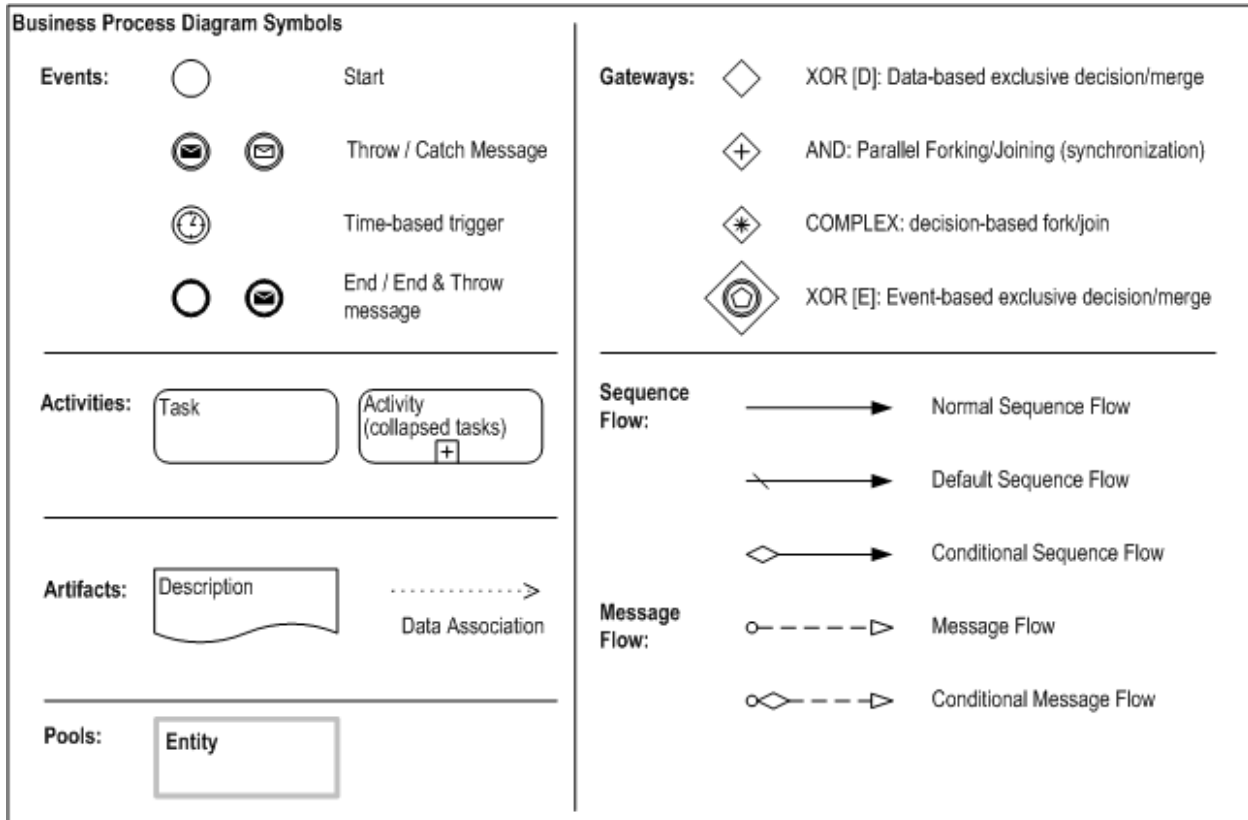 Business Process Diagram Symbols
Events:
Start
Throw / Catch Message
Time-based trigger
End / End & Throw
message
Activities:
Task
Activity
(collapsed tasks)
Artifacts:
Description
Data Association
Pools:
Entity
Gateways:
XOR [D]: Data-based exclusive decision/merge
AND: Parallel Forking/Joining (synchronization)
COMPLEX: decision-based fork/join
XOR [E]: Event-based exclusive decision/merge
Sequence
Flow:
Normal Sequence Flow
Default Sequence Flow
Conditional Sequence Flow
Message
Flow:
Message Flow
Conditional Message Flow